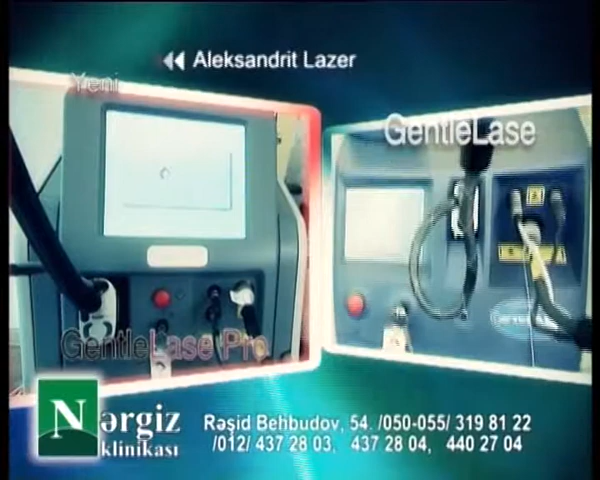 Aleksandrit Lazer
Yeni
GentleLase
GentleLase Pro
Nərgiz
klinikası
Rəşid Behbudov, 54. /050-055/ 319 81 22
/012/ 437 28 03, 437 28 04, 440 27 04